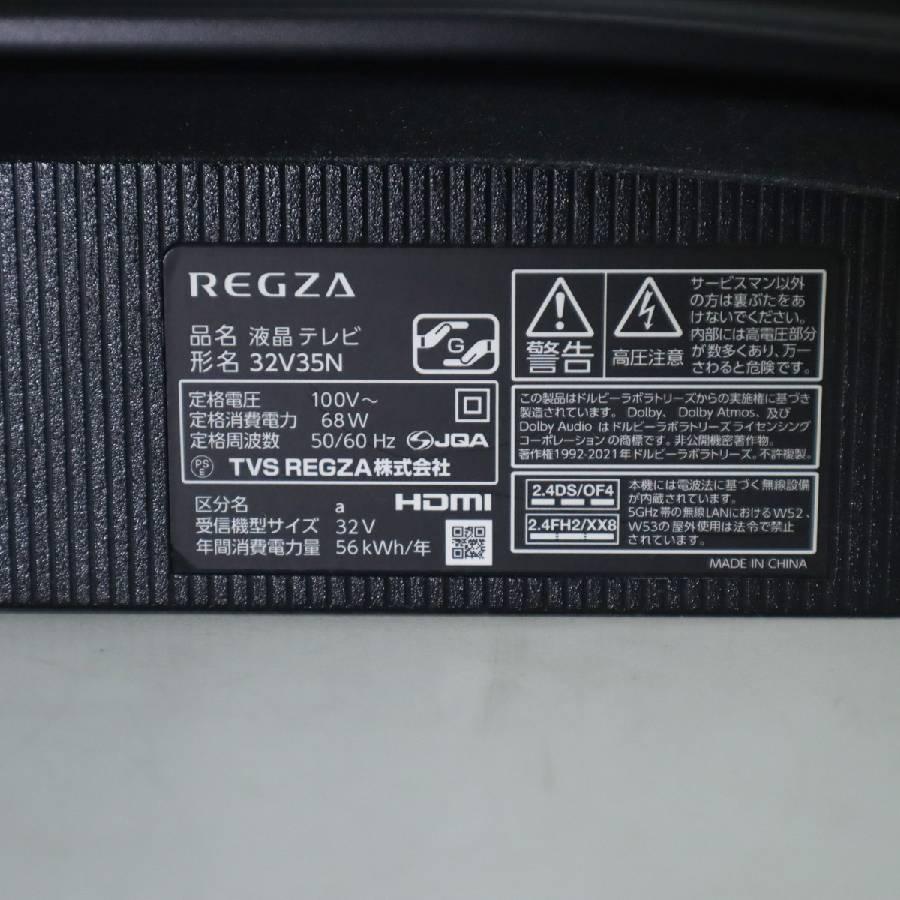 REGZA
品名 液晶テレビ
形名 32V35N
G
定格電圧 100V～
定格消費電力 68W
定格周波数 50/60 Hz JQA
PS
E
TVS REGZA株式会社
区分名 a HDMI
受信機型サイズ 32V
年間消費電力量 56kWh/年
警告
高圧注意
サービスマン以外
の方は裏ぶたをあ
けないでください。
内部には高電圧部分
が数多くあり、万一
さわると危険です。
この製品はドルビーラボラトリーズからの実施権に基づき
製造されています。Dolby、Dolby Atmos、及び
Dolby Audio はドルビーラボラトリーズライセンシング
コーポレーションの商標です。非公開機密著作物。
著作権1992-2021年ドルビーラボラトリーズ。不許複製。
2.4DS/OF4
2.4FH2/XX8
本機には電波法に基づく無線設備
が内蔵されています。
5GHz帯の無線LANにおけるW52、
W53の屋外使用は法令で禁止
されています。
MADE IN CHINA